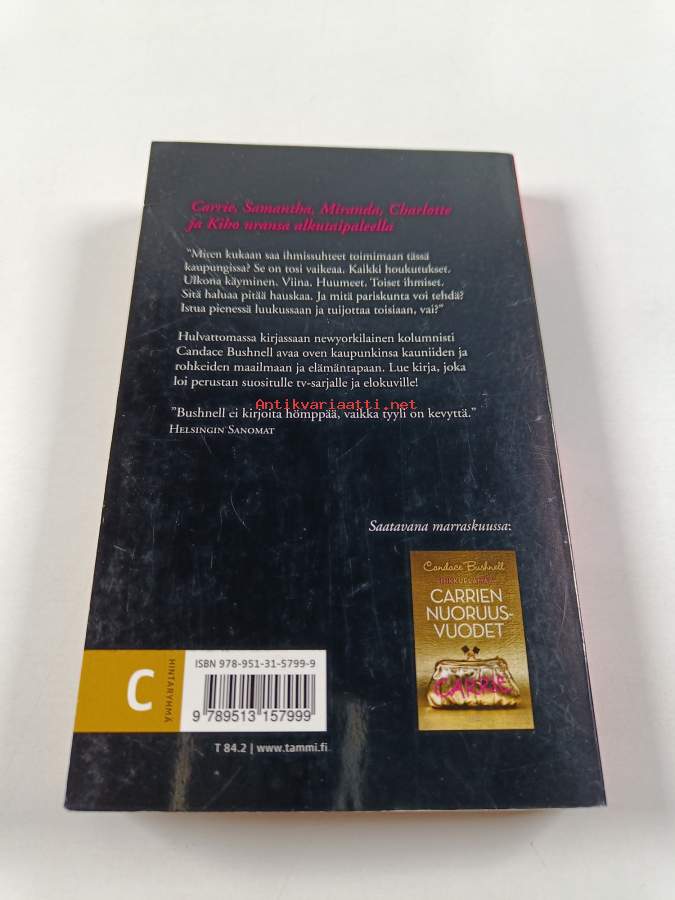 Carrie, Samantha, Miranda, Charlotte
ja Kiho uransa alkutaipaleella
"Miten kukaan saa ihmissuhteet toimimaan tässä
kaupungissa? Se on tosi vaikeaa. Kaikki houkutukset.
Ulkona käyminen. Viina. Huumeet. Toiset ihmiset.
Sitä haluaa pitää hauskaa. Ja mitä pariskunta voi tehdä?
Istua pienessä luukussaan ja tuijottaa toisiaan, vai?"
Hulvattomassa kirjassaan newyorkilainen kolumnisti
Candace Bushnell avaa oven kaupunkinsa kauniiden ja
rohkeiden maailmaan ja elämäntapaan. Lue kirja, joka
loi perustan suositulle tv-sarjalle ja elokuville!
Antikvariaatti.net
"Bushnell ei kirjoita hömppää, vaikka tyyli on kevyttä."
HELSINGIN SANOMAT
Saatavana marraskuussa:
Candace Bushnell
CARRIEN
NUORUUS-
VUODET
CARRIE
C
HINTARYHMÄ
ISBN 978-951-31-5799-9
9 789513 157999
T 84.2 | www.tammi.fi